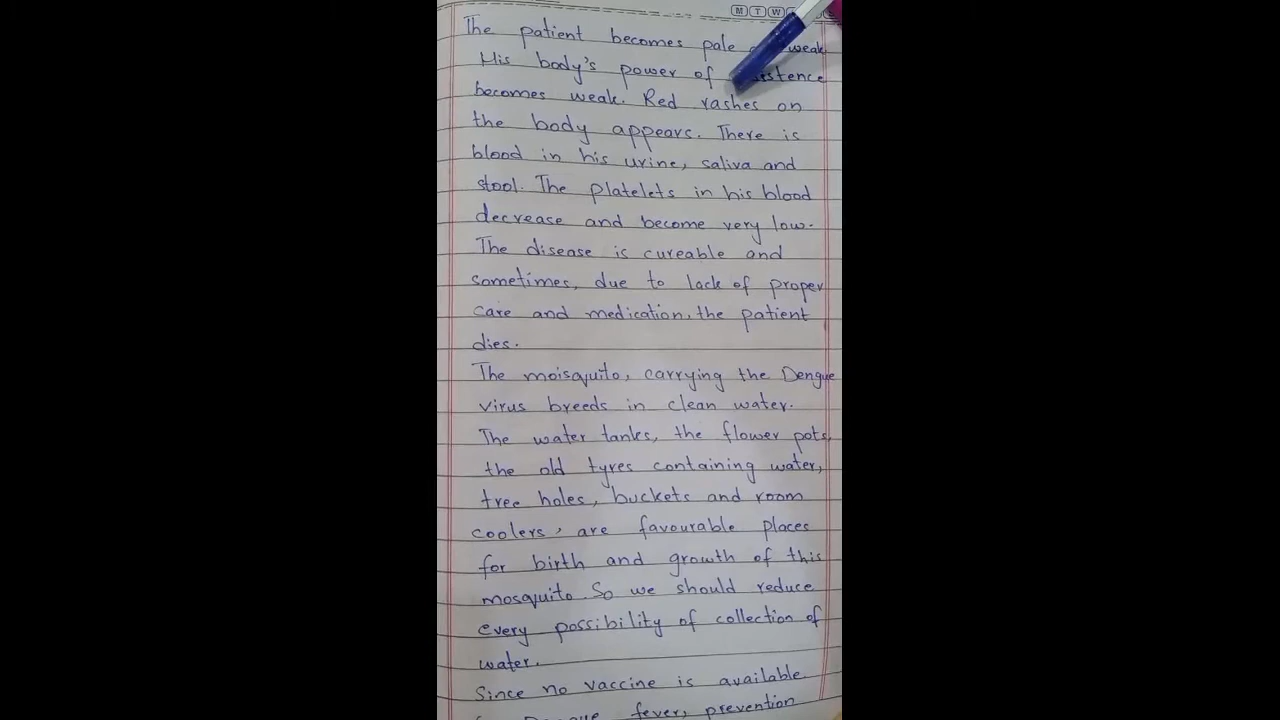 M T W
The patient becomes pale weak
His body's power of
becomes weak. Red rashes on
the body appears. There is
blood in his urine, saliva and
stool. The platelets in his blood
decrease and become very low.
The disease is cureable and
sometimes, due to lack of proper
care and medication, the patient
dies.
The moisquito, carrying the Dengue
virus breeds in clean water.
The water tanks, the flower pots,
the old tyres containing water,
tree holes, buckets and room
coolers, are favourable places
for birth and growth of this
mosquito. So we should reduce
every possibility of collection of
water.
Since no vaccine is available
Dengue fever, prevention